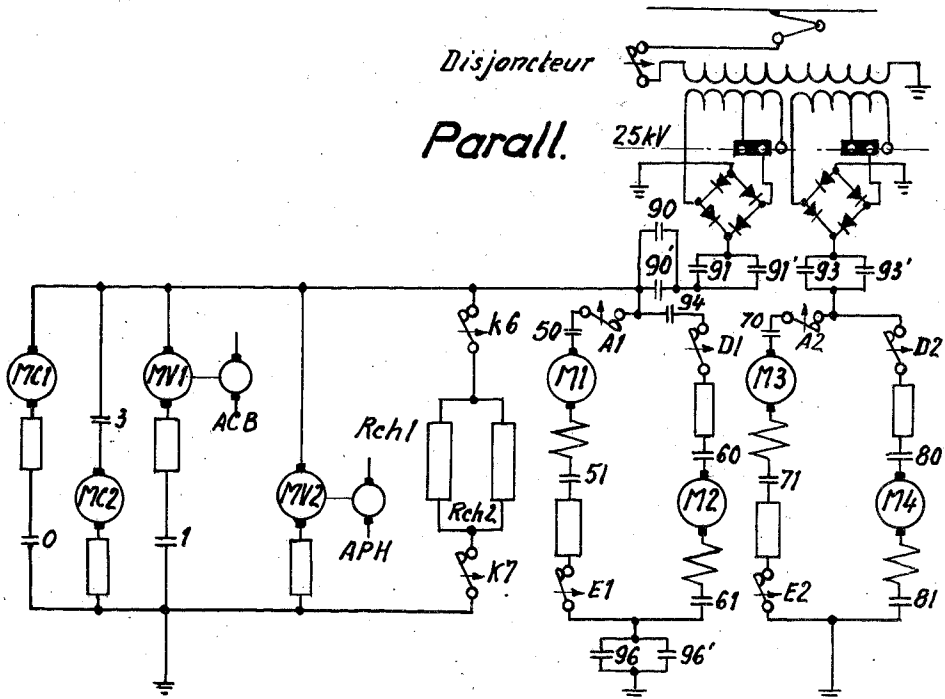 Disjoncteur
Parall.
25kV
90
90'
91
91'
93
93'
94
50
A1
D1
70
A2
D2
K6
MC1
MV1
M1
M3
3
ACB
Rch1
60
80
51
71
MC2
MV2
M2
M4
Rch2
0
1
APH
K7
E1
61
E2
81
96
96'